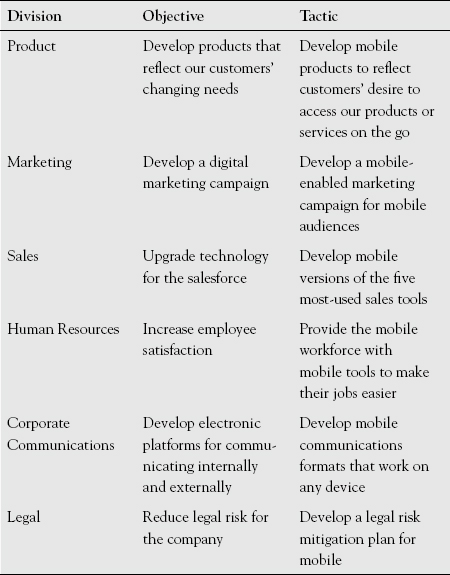 Division Objective Tactic
Product Develop products that Develop mobile
reflect our customers' products to reflect
changing needs customers' desire to
access our products or
services on the go
Marketing Develop a digital Develop a mobile-
marketing campaign enabled marketing
campaign for mobile
audiences
Sales Upgrade technology Develop mobile
for the salesforce versions of the five
most-used sales tools
Human Resources Increase employee Provide the mobile
satisfaction workforce with
mobile tools to make
their jobs easier
Corporate Develop electronic Develop mobile
Communications platforms for commu- communications
nicating internally formats that work on
and externally any device
Legal Reduce legal risk for Develop a legal risk
the company mitigation plan for
mobile